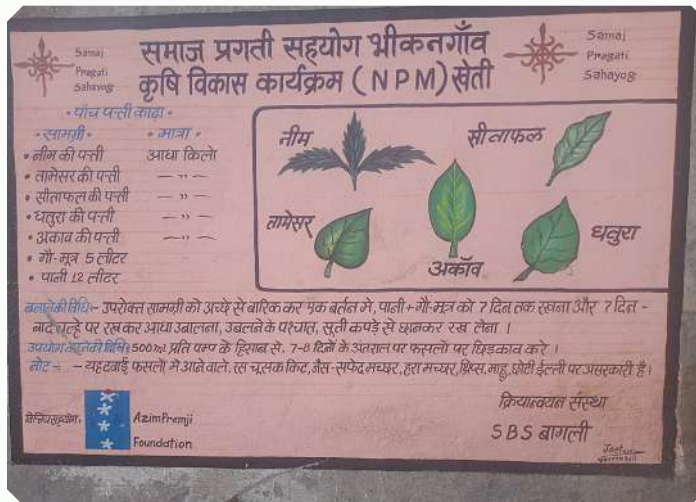 Samaj
Pragati
Sahayog
समाज प्रगती सहयोग भीकनगाँव
कृषि विकास कार्यक्रम (NPM) खेती
Samaj
Pragati
Sahayog
• पाँच पत्ती काढ़ा •
• सामग्री • • मात्रा •
• नीम की पत्ती आधा किलो
• तामेसर की पत्ती —〃—
• सीताफल की पत्ती —〃—
• धतुरा की पत्ती —〃—
• अकाव की पत्ती —〃—
• गौ-मूत्र 5 लीटर
• पानी 12 लीटर
नीम
सीताफल
तामेसर
अकाँव
धतुरा
बनाने की विधि:- उपरोक्त सामग्री को अच्छे से बारिक कर एक बर्तन मे, पानी + गौ-मूत्र को 7 दिन तक रखना और 7 दिन -
बाद चुल्हे पर रख कर आधा उबालना, उबलने के पश्चात, सूती कपड़े से छानकर रख लेना ।
उपयोग करने की विधि: 500ml प्रति पम्प के हिसाब से, 7-8 दिनों के अंतराल पर फसलों पर छिड़काव करे ।
नोट:- - यह दवाई फसलो मे आने वाले, रस चूसक किट, जैस-सफेद मच्छर, हरा मच्छर, थ्रिप्स, माहु, छोटी ईल्ली पर असरकारी है।
वित्तिय सहयोग:
Azim Premji
Foundation
क्रियान्वयन संस्था
SBS बागली